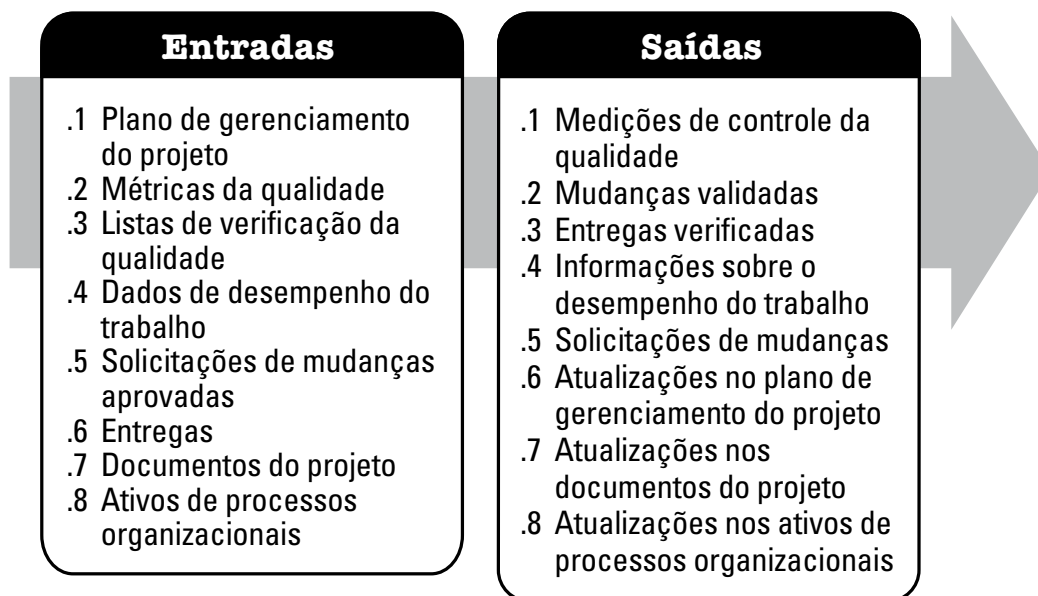 Entradas
.1 Plano de gerenciamento
do projeto
.2 Métricas da qualidade
.3 Listas de verificação da
qualidade
.4 Dados de desempenho do
trabalho
.5 Solicitações de mudanças
aprovadas
.6 Entregas
.7 Documentos do projeto
.8 Ativos de processos
organizacionais
Saídas
.1 Medições de controle da
qualidade
.2 Mudanças validadas
.3 Entregas verificadas
.4 Informações sobre o
desempenho do trabalho
.5 Solicitações de mudanças
.6 Atualizações no plano de
gerenciamento do projeto
.7 Atualizações nos
documentos do projeto
.8 Atualizações nos ativos de
processos organizacionais